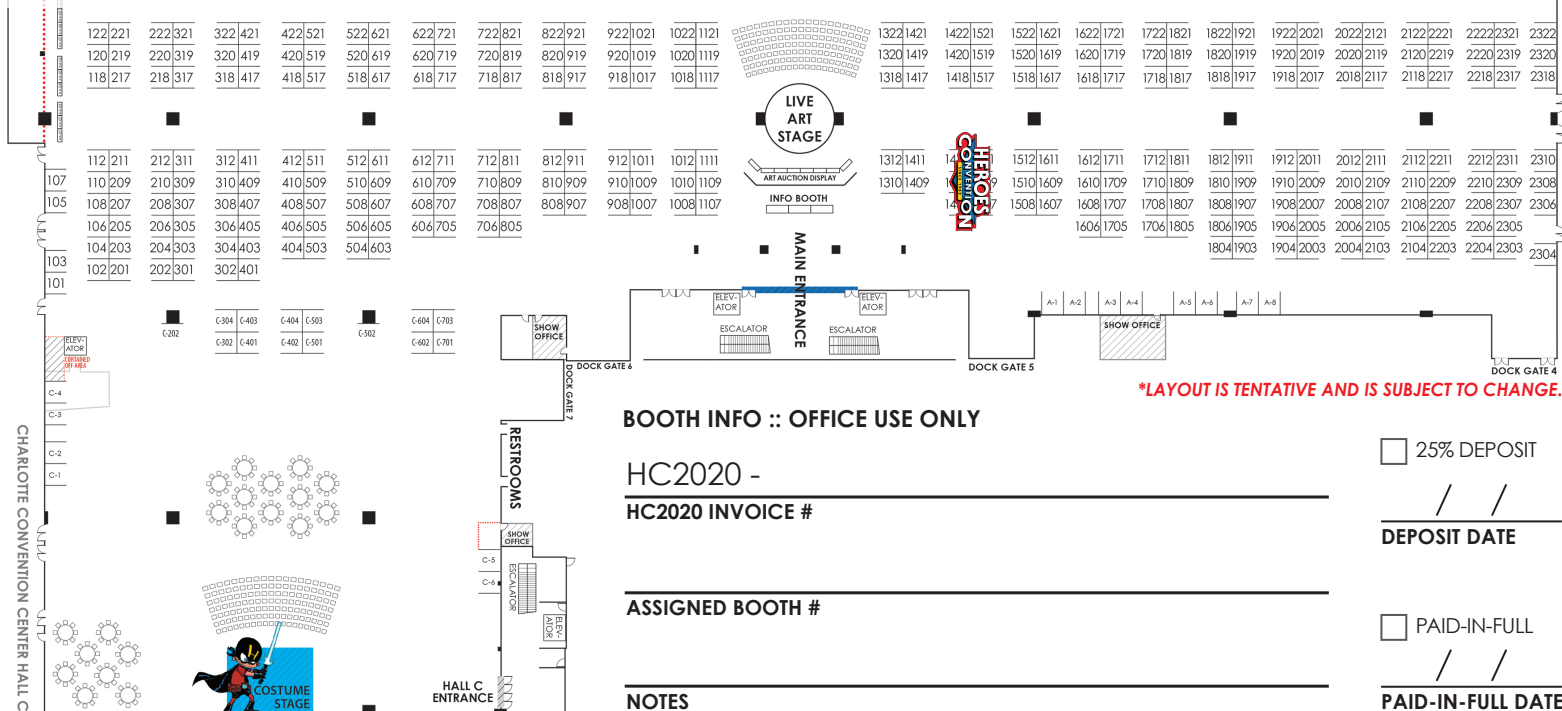 122 221 222 321 322 421 422 521 522 621 622 721 722 821 822 921 922 1021 1022 1121 1322 1421 1422 1521 1522 1621 1622 1721 1722 1821 1822 1921 1922 2021 2022 2121 2122 2221 2222 2321 2322
120 219 220 319 320 419 420 519 520 619 620 719 720 819 820 919 920 1019 1020 1119 1320 1419 1420 1519 1520 1619 1620 1719 1720 1819 1820 1919 1920 2019 2020 2119 2120 2219 2220 2319 2320
118 217 218 317 318 417 418 517 518 617 618 717 718 817 818 917 918 1017 1018 1117 1318 1417 1418 1517 1518 1617 1618 1717 1718 1817 1818 1917 1918 2017 2018 2117 2118 2217 2218 2317 2318
LIVE
ART
STAGE
112 211 212 311 312 411 412 511 512 611 612 711 712 811 812 911 912 1011 1012 1111 1312 1411 1512 1611 1612 1711 1712 1811 1812 1911 1912 2011 2012 2111 2112 2211 2212 2311 2310
107 110 209 210 309 310 409 410 509 510 609 610 709 710 809 810 909 910 1009 1010 1109 1310 1409 1510 1609 1610 1709 1710 1809 1810 1909 1910 2009 2010 2109 2110 2209 2210 2309 2308
105 108 207 208 307 308 407 408 507 508 607 608 707 708 807 808 907 908 1007 1008 1107 1508 1607 1608 1707 1708 1807 1808 1907 1908 2007 2008 2107 2108 2207 2208 2307 2306
106 205 206 305 306 405 406 505 506 605 606 705 706 805 1606 1705 1706 1805 1806 1905 1906 2005 2006 2105 2106 2205 2206 2305
104 203 204 303 304 403 404 503 504 603 1804 1903 1904 2003 2004 2103 2104 2203 2204 2303 2304
103
102 201 202 301 302 401
101
ART AUCTION DISPLAY
INFO BOOTH
HEROES
CONVENTION
MAIN ENTRANCE
C-202
C-304 C-403 C-404 C-503 C-604 C-703
C-302 C-401 C-402 C-501 C-502 C-602 C-701
ELEV-
ATOR
CURTAINED
OFF AREA
SHOW
OFFICE
ELEV-
ATOR
ELEV-
ATOR
ESCALATOR
ESCALATOR
A-1 A-2 A-3 A-4 A-5 A-6 A-7 A-8
SHOW OFFICE
DOCK GATE 6
DOCK GATE 7
DOCK GATE 5
DOCK GATE 4
*LAYOUT IS TENTATIVE AND IS SUBJECT TO CHANGE.
C-4
C-3
C-2
C-1
CHARLOTTE CONVENTION CENTER HALL C
RESTROOMS
SHOW
OFFICE
C-5
C-6
ESCALATOR
ELEV-
ATOR
HALL C
ENTRANCE
COSTUME
STAGE
BOOTH INFO :: OFFICE USE ONLY
HC2020 -
HC2020 INVOICE #
ASSIGNED BOOTH #
NOTES
25% DEPOSIT
/ /
DEPOSIT DATE
PAID-IN-FULL
/ /
PAID-IN-FULL DATE